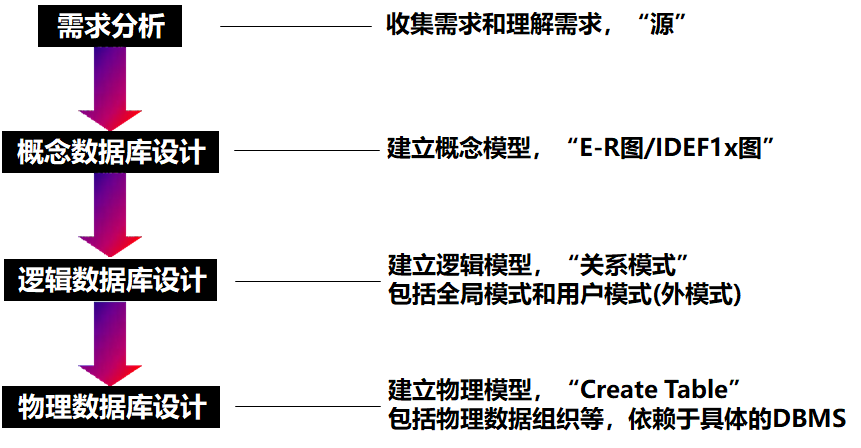 需求分析
收集需求和理解需求，“源”
概念数据库设计
建立概念模型，“E-R图/IDEF1x图”
逻辑数据库设计
建立逻辑模型，“关系模式”
包括全局模式和用户模式(外模式)
物理数据库设计
建立物理模型，“Create Table”
包括物理数据组织等，依赖于具体的DBMS